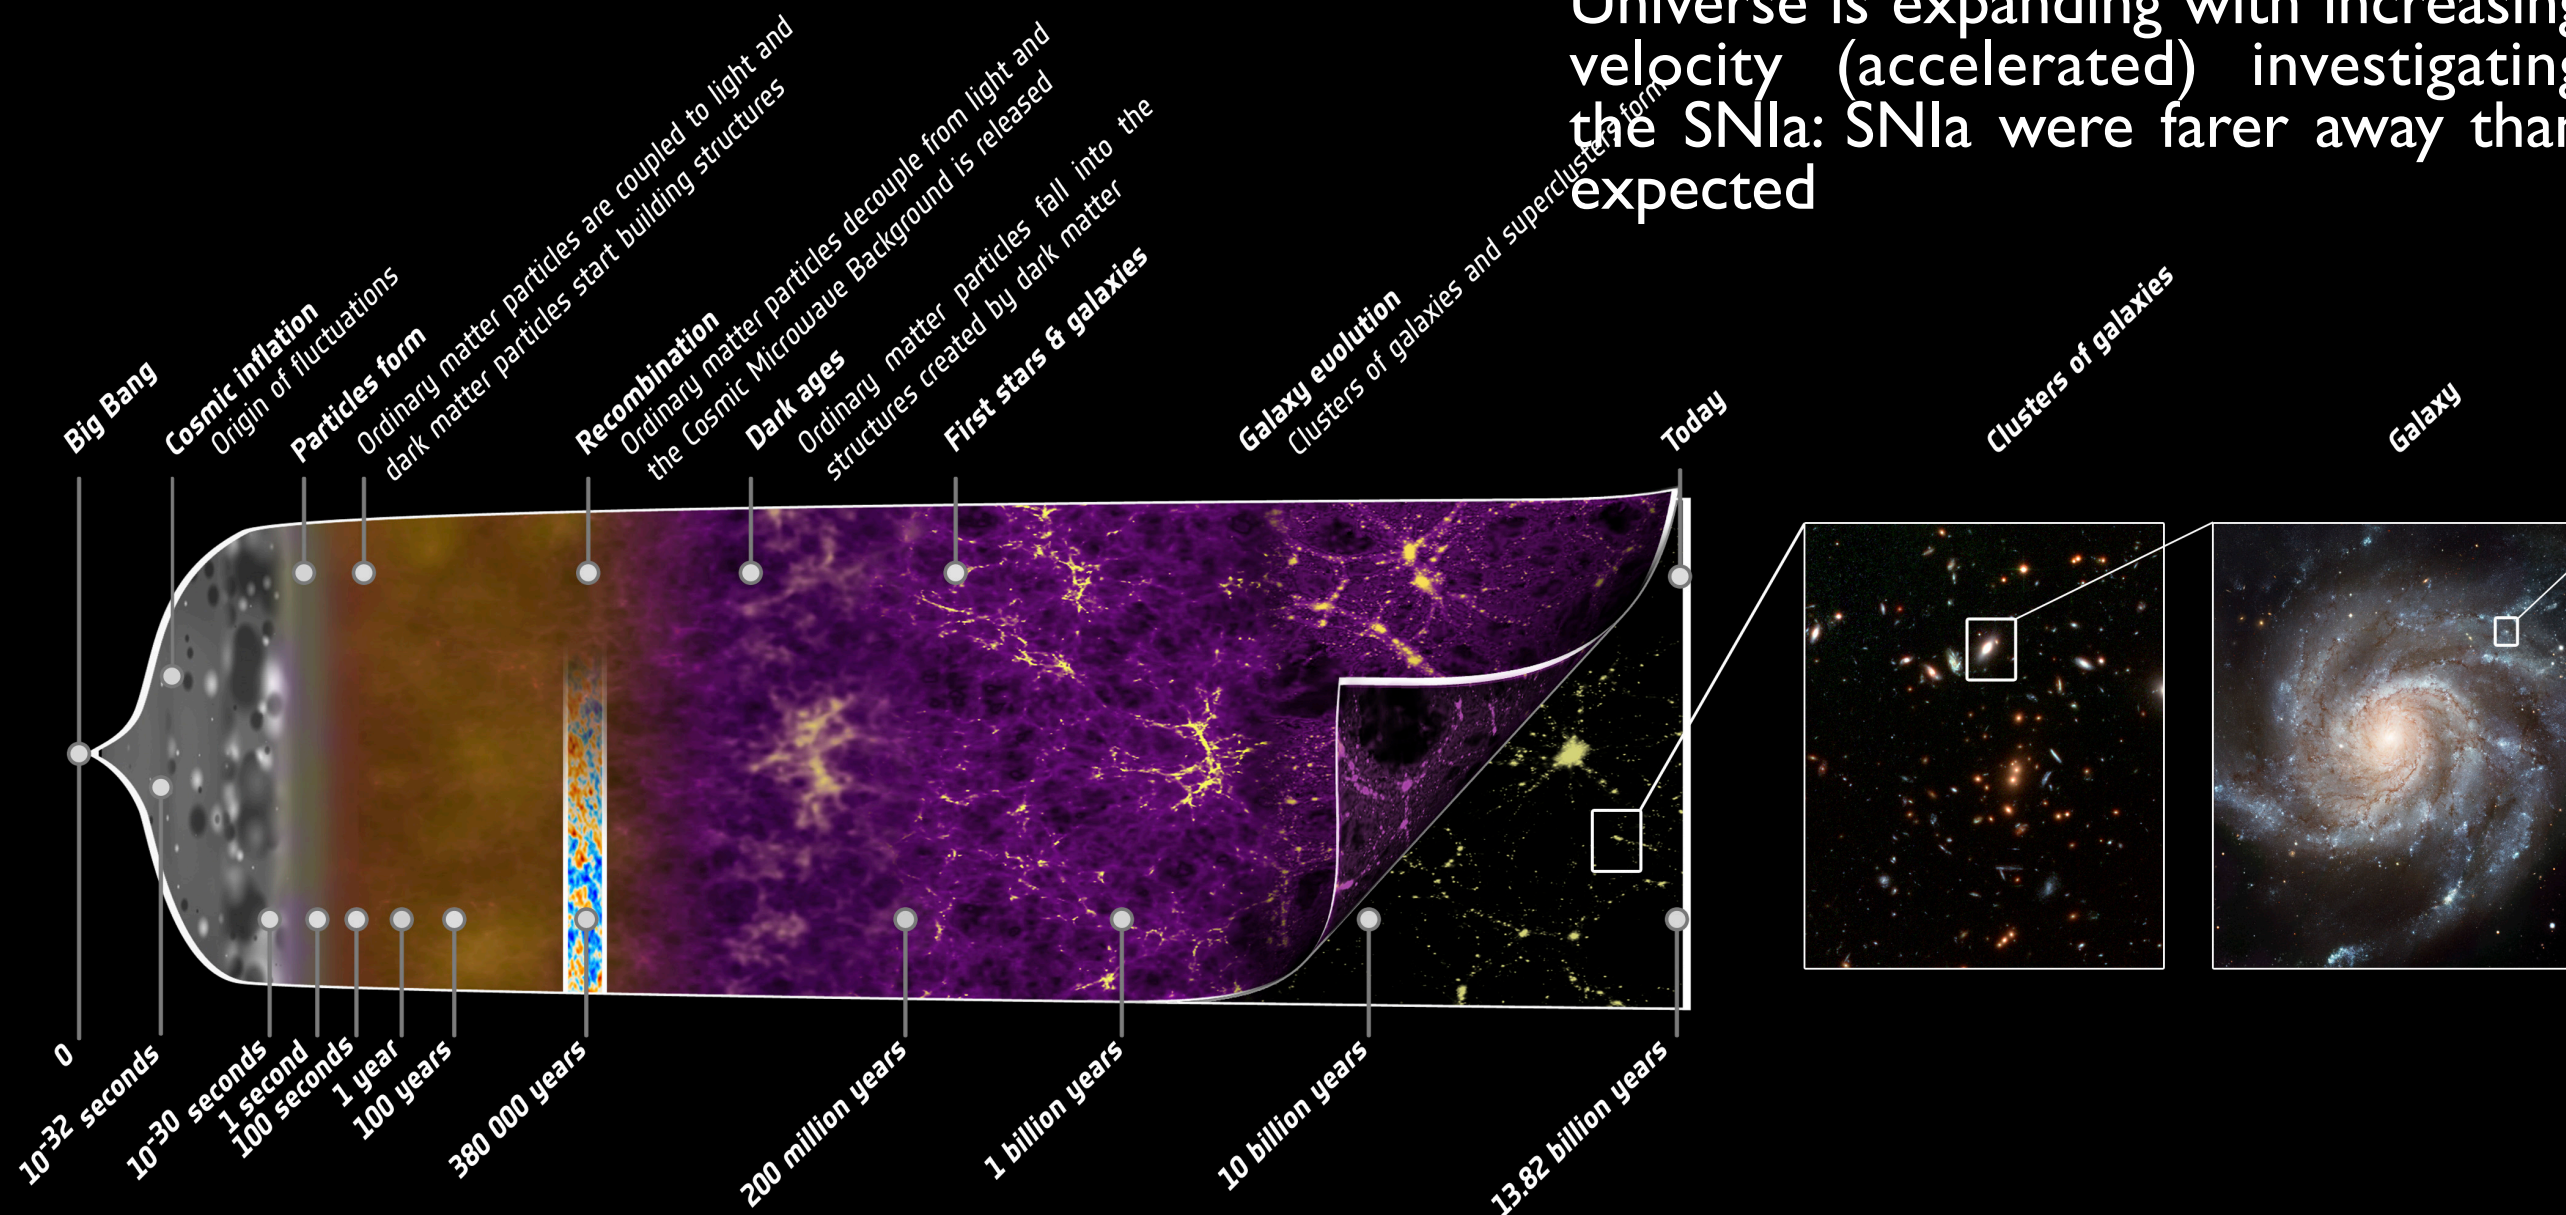 Universe is expanding with increasing
velocity (accelerated) investigating
the SNIa: SNIa were farer away than
expected
Big Bang
Cosmic inflation
Origin of fluctuations
Particles form
Ordinary matter particles are coupled to light and
dark matter particles start building structures
Recombination
Ordinary matter particles decouple from light and
the Cosmic Microwave Background is released
Dark ages
Ordinary matter particles fall into the
structures created by dark matter
First stars & galaxies
Galaxy evolution
Clusters of galaxies and superclusters form
Today
Clusters of galaxies
Galaxy
0
10-32 seconds
10-30 seconds
1 second
100 seconds
1 year
100 years
380 000 years
200 million years
1 billion years
10 billion years
13.82 billion years